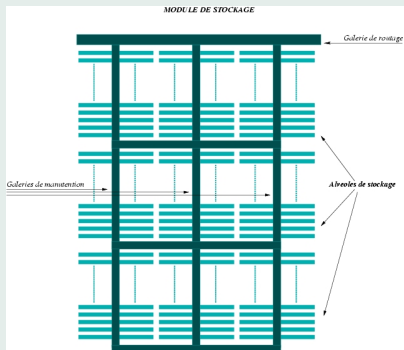 MODULE DE STOCKAGE
Galerie de routage
Galeries de manutention
Alveoles de stockage